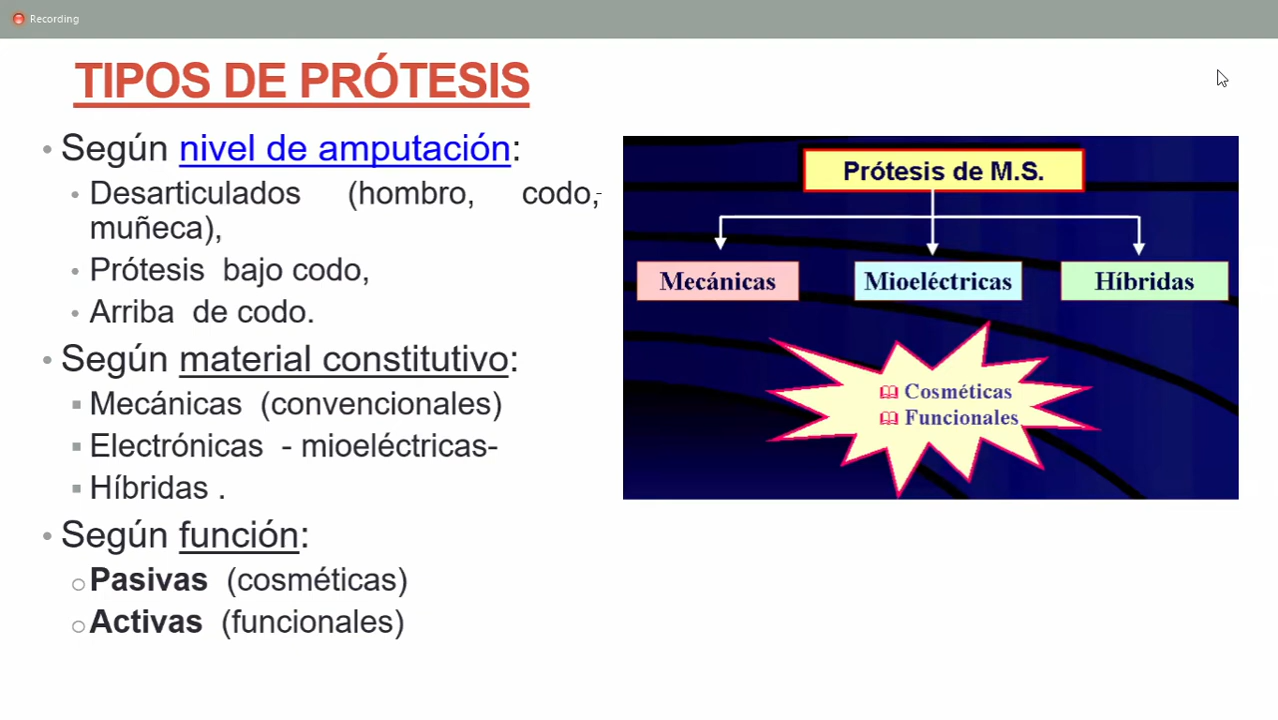 Recording
TIPOS DE PRÓTESIS
• Según nivel de amputación:
• Desarticulados (hombro, codo,-
muñeca),
• Prótesis bajo codo,
• Arriba de codo.
• Según material constitutivo:
▪ Mecánicas (convencionales)
▪ Electrónicas - mioeléctricas-
▪ Híbridas .
• Según función:
○ Pasivas (cosméticas)
○ Activas (funcionales)
Prótesis de M.S.
Mecánicas Mioeléctricas Híbridas
Cosméticas
Funcionales